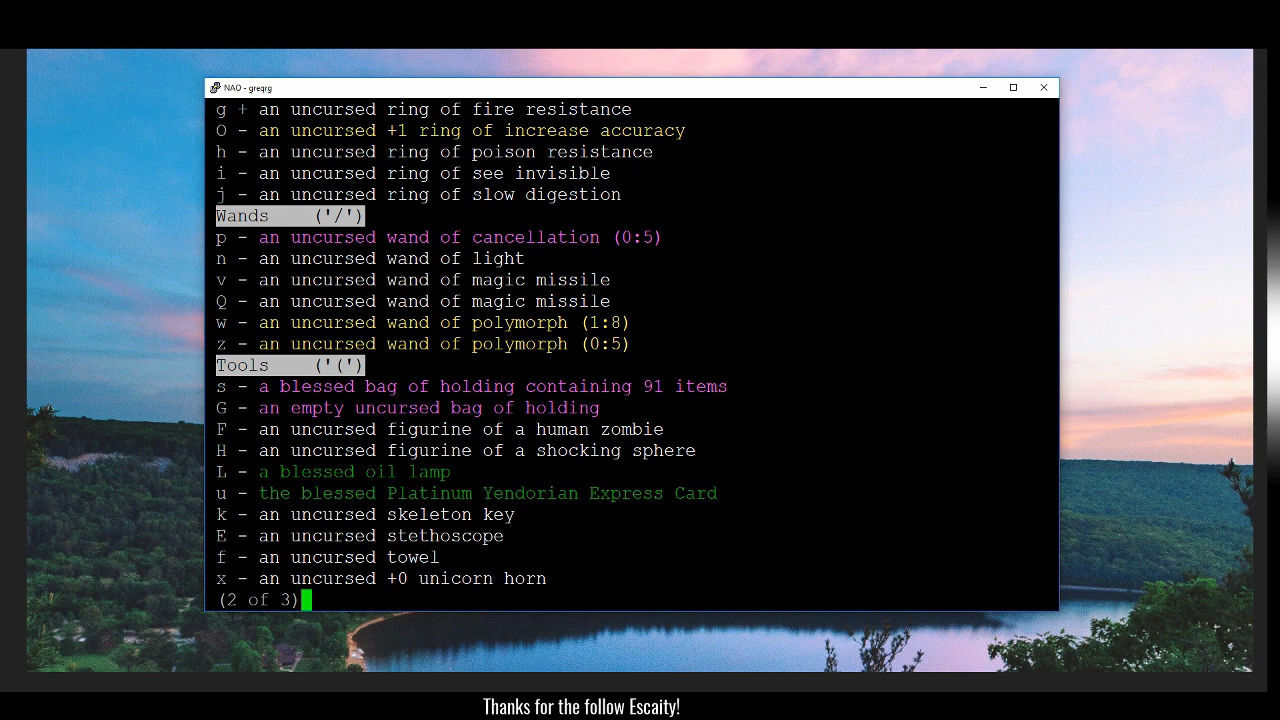 NAO - greqrg
g + an uncursed ring of fire resistance
O - an uncursed +1 ring of increase accuracy
h - an uncursed ring of poison resistance
i - an uncursed ring of see invisible
j - an uncursed ring of slow digestion
Wands    ('/')
p - an uncursed wand of cancellation (0:5)
n - an uncursed wand of light
v - an uncursed wand of magic missile
Q - an uncursed wand of magic missile
w - an uncursed wand of polymorph (1:8)
z - an uncursed wand of polymorph (0:5)
Tools    ('(')
s - a blessed bag of holding containing 91 items
G - an empty uncursed bag of holding
F - an uncursed figurine of a human zombie
H - an uncursed figurine of a shocking sphere
L - a blessed oil lamp
u - the blessed Platinum Yendorian Express Card
k - an uncursed skeleton key
E - an uncursed stethoscope
f - an uncursed towel
x - an uncursed +0 unicorn horn
(2 of 3)
Thanks for the follow Escaity!